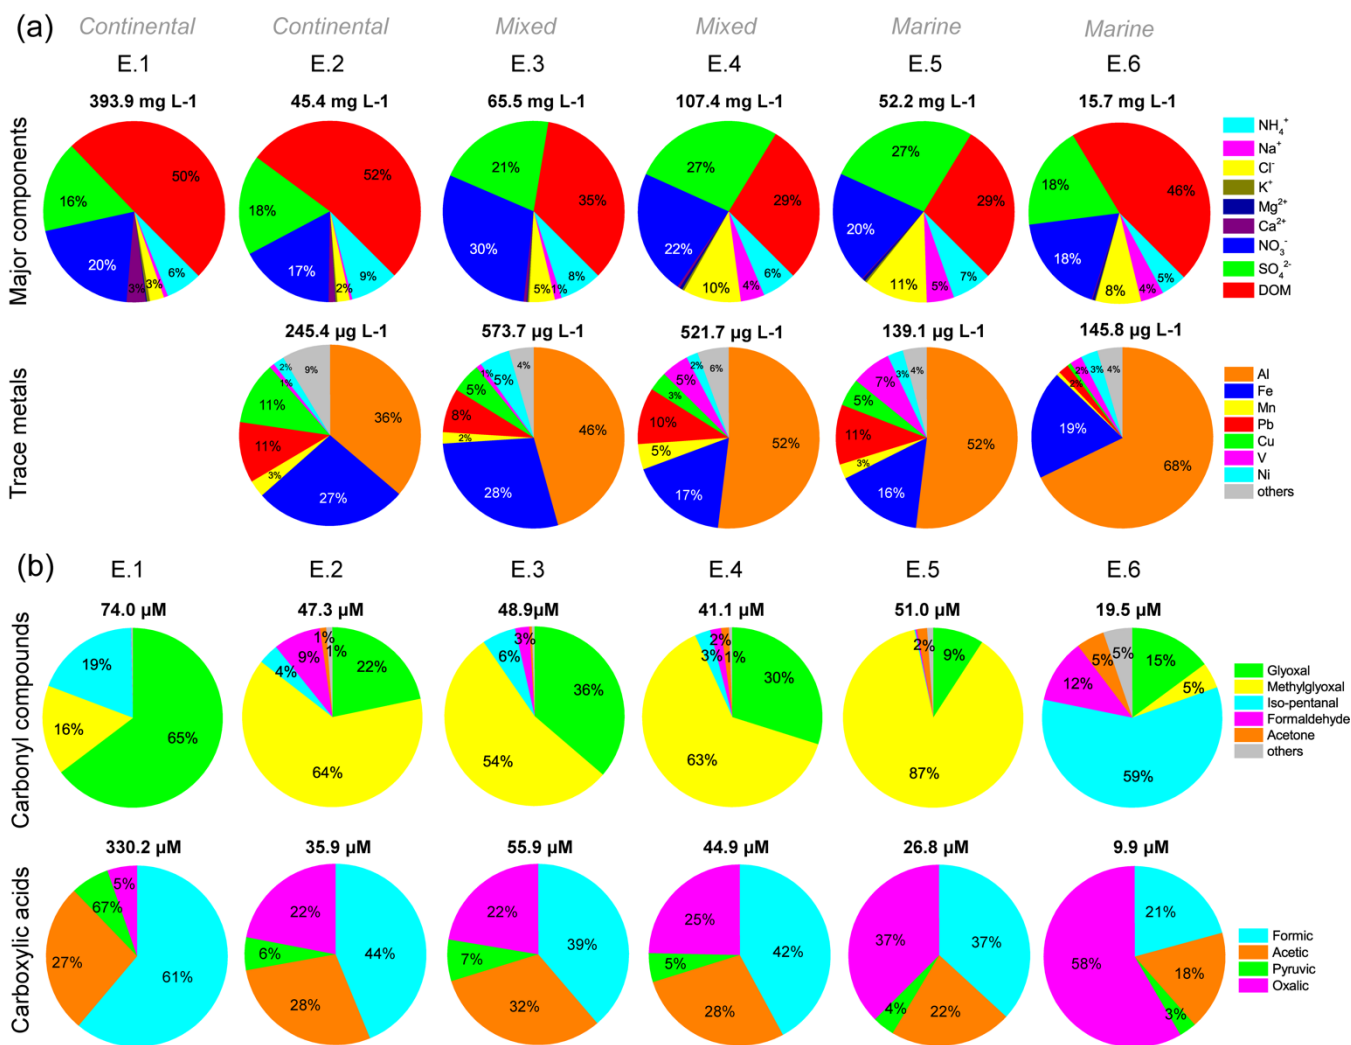 (a)
Continental Continental Mixed Mixed Marine Marine
E.1 E.2 E.3 E.4 E.5 E.6
393.9 mg L-1 45.4 mg L-1 65.5 mg L-1 107.4 mg L-1 52.2 mg L-1 15.7 mg L-1
Major components
50% 16% 20% 3% 3% 6%
52% 18% 17% 2% 9%
35% 21% 30% 5% 1% 8%
29% 27% 22% 10% 4% 6%
29% 27% 20% 11% 5% 7%
46% 18% 18% 8% 4% 5%
NH₄⁺
Na⁺
Cl⁻
K⁺
Mg²⁺
Ca²⁺
NO₃⁻
SO₄²⁻
DOM
245.4 µg L-1 573.7 µg L-1 521.7 µg L-1 139.1 µg L-1 145.8 µg L-1
Trace metals
36% 27% 3% 11% 11% 1% 2% 9%
46% 28% 2% 8% 5% 1% 5% 4%
52% 17% 5% 10% 3% 5% 2% 6%
52% 16% 3% 11% 5% 7% 3% 4%
68% 19% 2% 2% 3% 4%
Al
Fe
Mn
Pb
Cu
V
Ni
others
(b)
E.1 E.2 E.3 E.4 E.5 E.6
74.0 µM 47.3 µM 48.9µM 41.1 µM 51.0 µM 19.5 µM
Carbonyl compounds
65% 16% 19%
22% 64% 4% 9% 1% 1%
36% 54% 6% 3%
30% 63% 3% 2% 1%
9% 87% 2%
15% 5% 59% 12% 5% 5%
Glyoxal
Methylglyoxal
Iso-pentanal
Formaldehyde
Acetone
others
330.2 µM 35.9 µM 55.9 µM 44.9 µM 26.8 µM 9.9 µM
Carboxylic acids
61% 27% 67% 5%
44% 28% 6% 22%
39% 32% 7% 22%
42% 28% 5% 25%
37% 22% 4% 37%
21% 18% 3% 58%
Formic
Acetic
Pyruvic
Oxalic